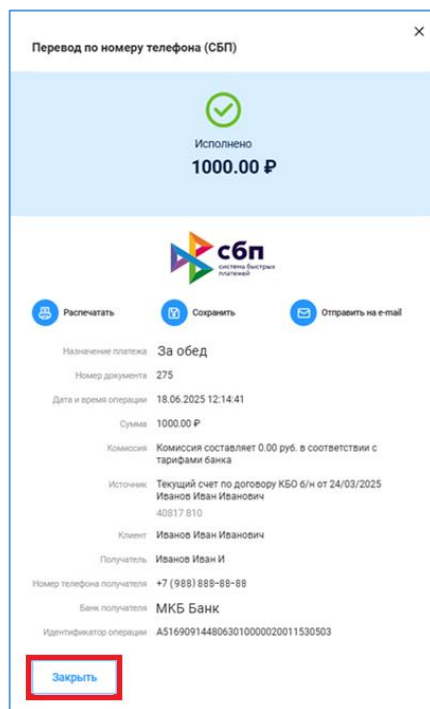 Перевод по номеру телефона (СБП)
Исполнено
1000.00 ₽
сбп
система быстрых
платежей
Распечатать Сохранить Отправить на e-mail
Назначение платежа За обед
Номер документа 275
Дата и время операции 18.06.2025 12:14:41
Сумма 1000.00 ₽
Комиссия Комиссия составляет 0.00 руб. в соответствии с
тарифами банка
Источник Текущий счет по договору КБО б/н от 24/03/2025
Иванов Иван Иванович
40817 810
Клиент Иванов Иван Иванович
Получатель Иванов Иван И
Номер телефона получателя +7 (988) 888-88-88
Банк получателя МКБ Банк
Идентификатор операции A5169091448063010000020011530503
Закрыть